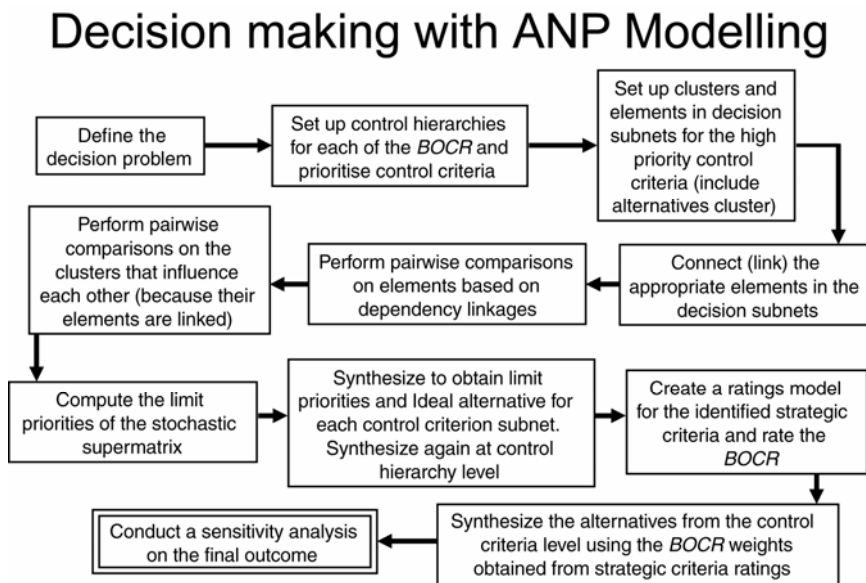 Decision making with ANP Modelling
Define the
decision problem
Set up control hierarchies
for each of the BOCR and
prioritise control criteria
Set up clusters and
elements in decision
subnets for the high
priority control
criteria (include
alternatives cluster)
Connect (link) the
appropriate elements in the
decision subnets
Perform pairwise comparisons
on elements based on
dependency linkages
Perform pairwise
comparisons on the
clusters that influence
each other (because their
elements are linked)
Compute the limit
priorities of the stochastic
supermatrix
Synthesize to obtain limit
priorities and Ideal alternative for
each control criterion subnet.
Synthesize again at control
hierarchy level
Create a ratings model
for the identified strategic
criteria and rate the
BOCR
Synthesize the alternatives from the control
criteria level using the BOCR weights
obtained from strategic criteria ratings
Conduct a sensitivity analysis
on the final outcome